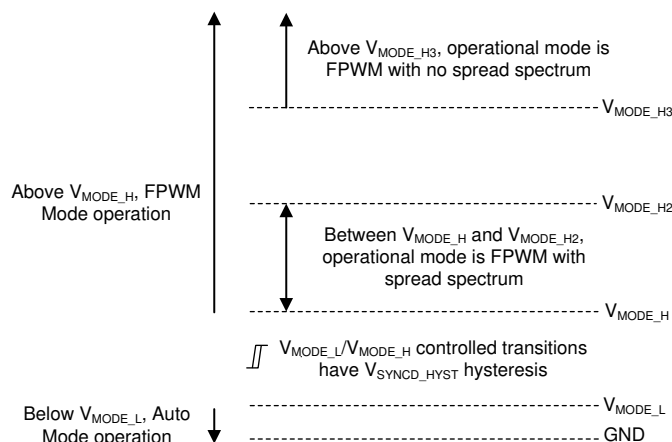 Above V_MODE_H3, operational mode is
FPWM with no spread spectrum
V_MODE_H3
Above V_MODE_H, FPWM
Mode operation
V_MODE_H2
Between V_MODE_H and V_MODE_H2,
operational mode is FPWM with
spread spectrum
V_MODE_H
V_MODE_L/V_MODE_H controlled transitions
have V_SYNCD_HYST hysteresis
V_MODE_L
Below V_MODE_L, Auto
Mode operation
GND